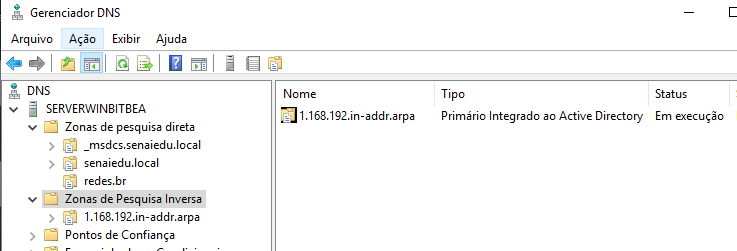 Gerenciador DNS
Arquivo Ação Exibir Ajuda
DNS
SERVERWINBITBEA
Zonas de pesquisa direta
_msdcs.senaiedu.local
senaiedu.local
redes.br
Zonas de Pesquisa Inversa
1.168.192.in-addr.arpa
Pontos de Confiança
Nome Tipo Status
1.168.192.in-addr.arpa Primário Integrado ao Active Directory Em execução